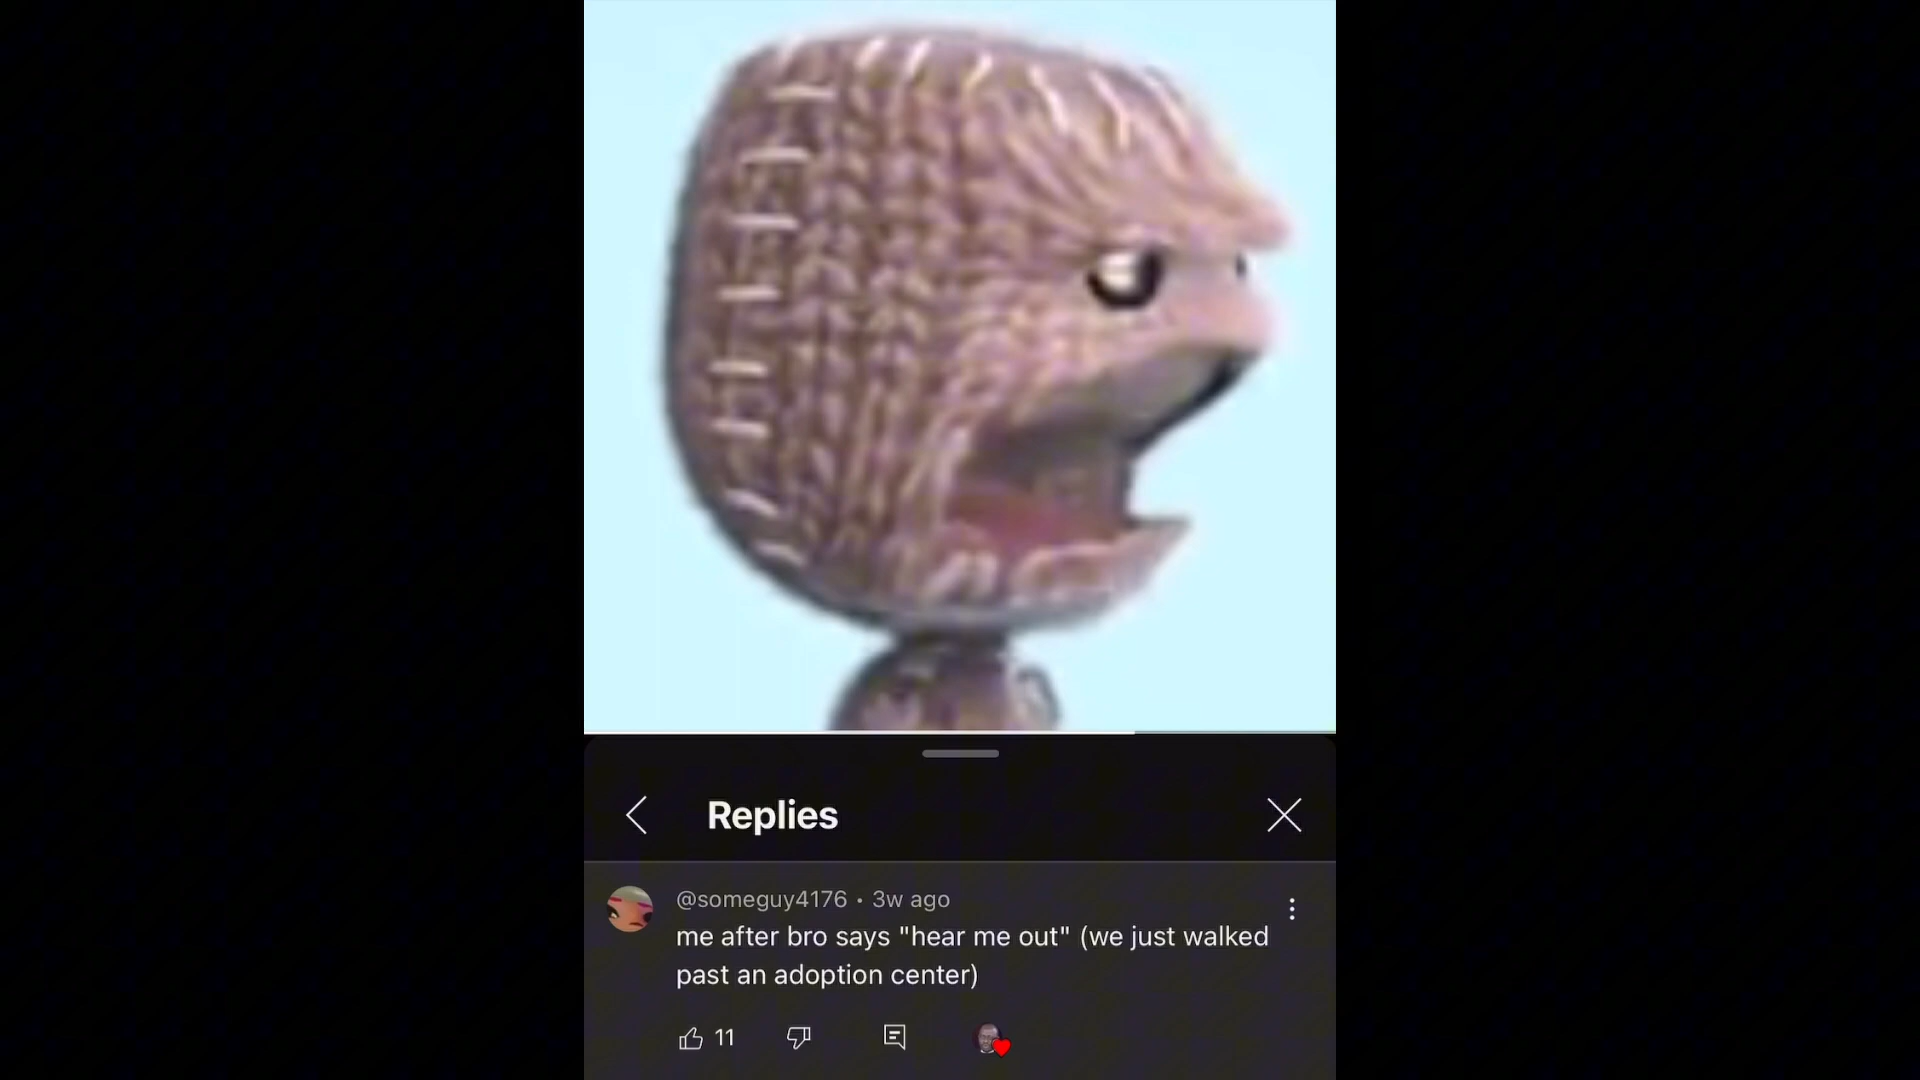 Replies
@someguy4176 • 3w ago
me after bro says "hear me out" (we just walked
past an adoption center)
11